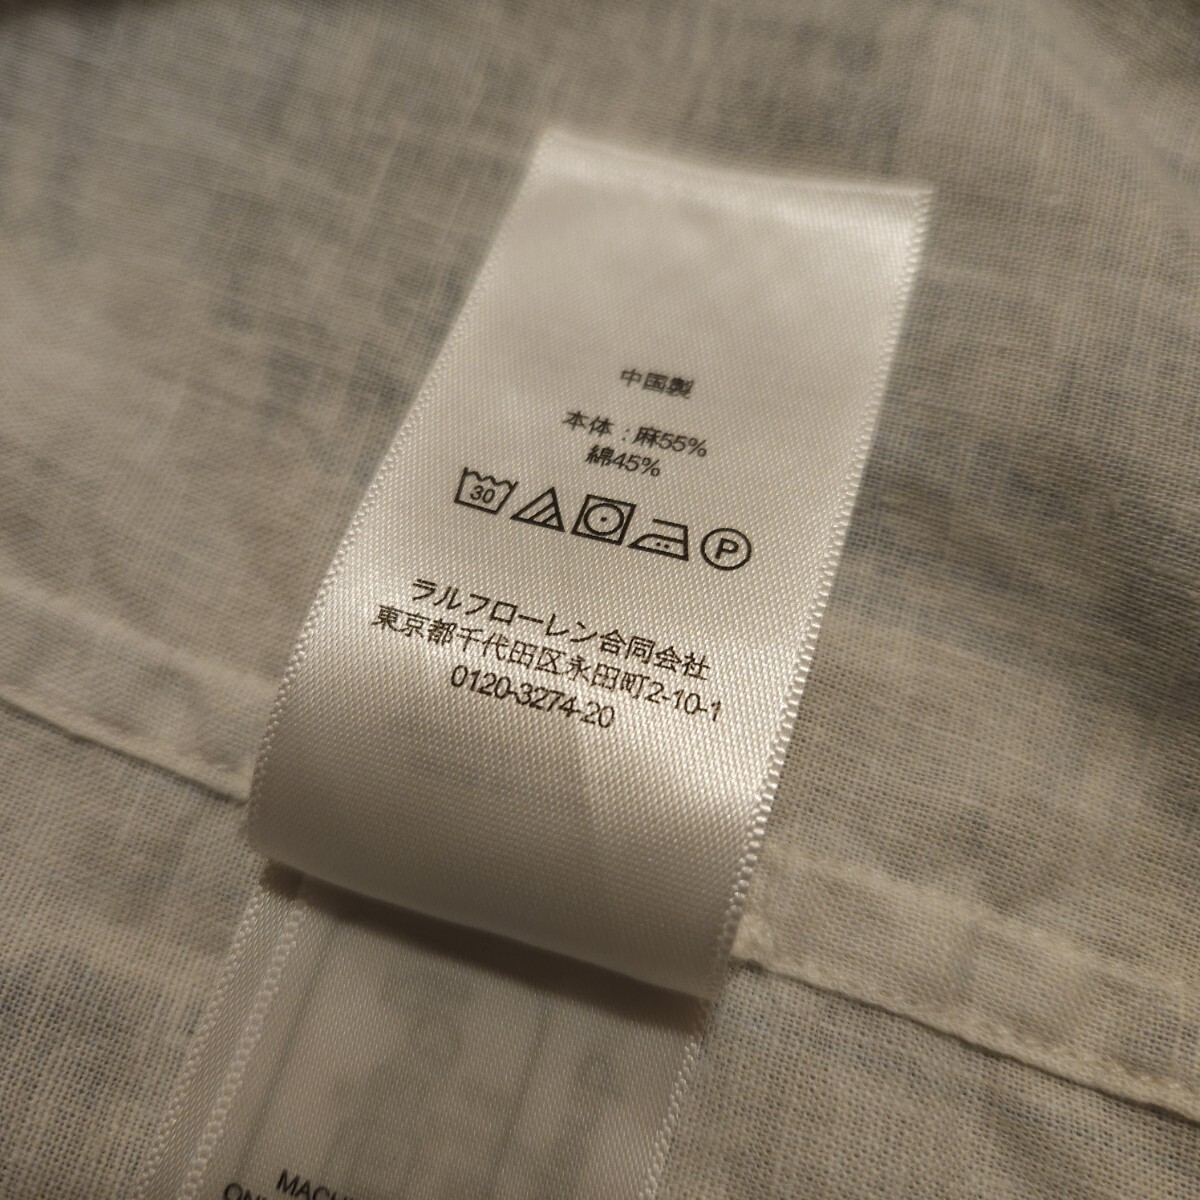 中国製
本体：麻55%
綿45%
30 P
ラルフローレン合同会社
東京都千代田区永田町2-10-1
0120-3274-20